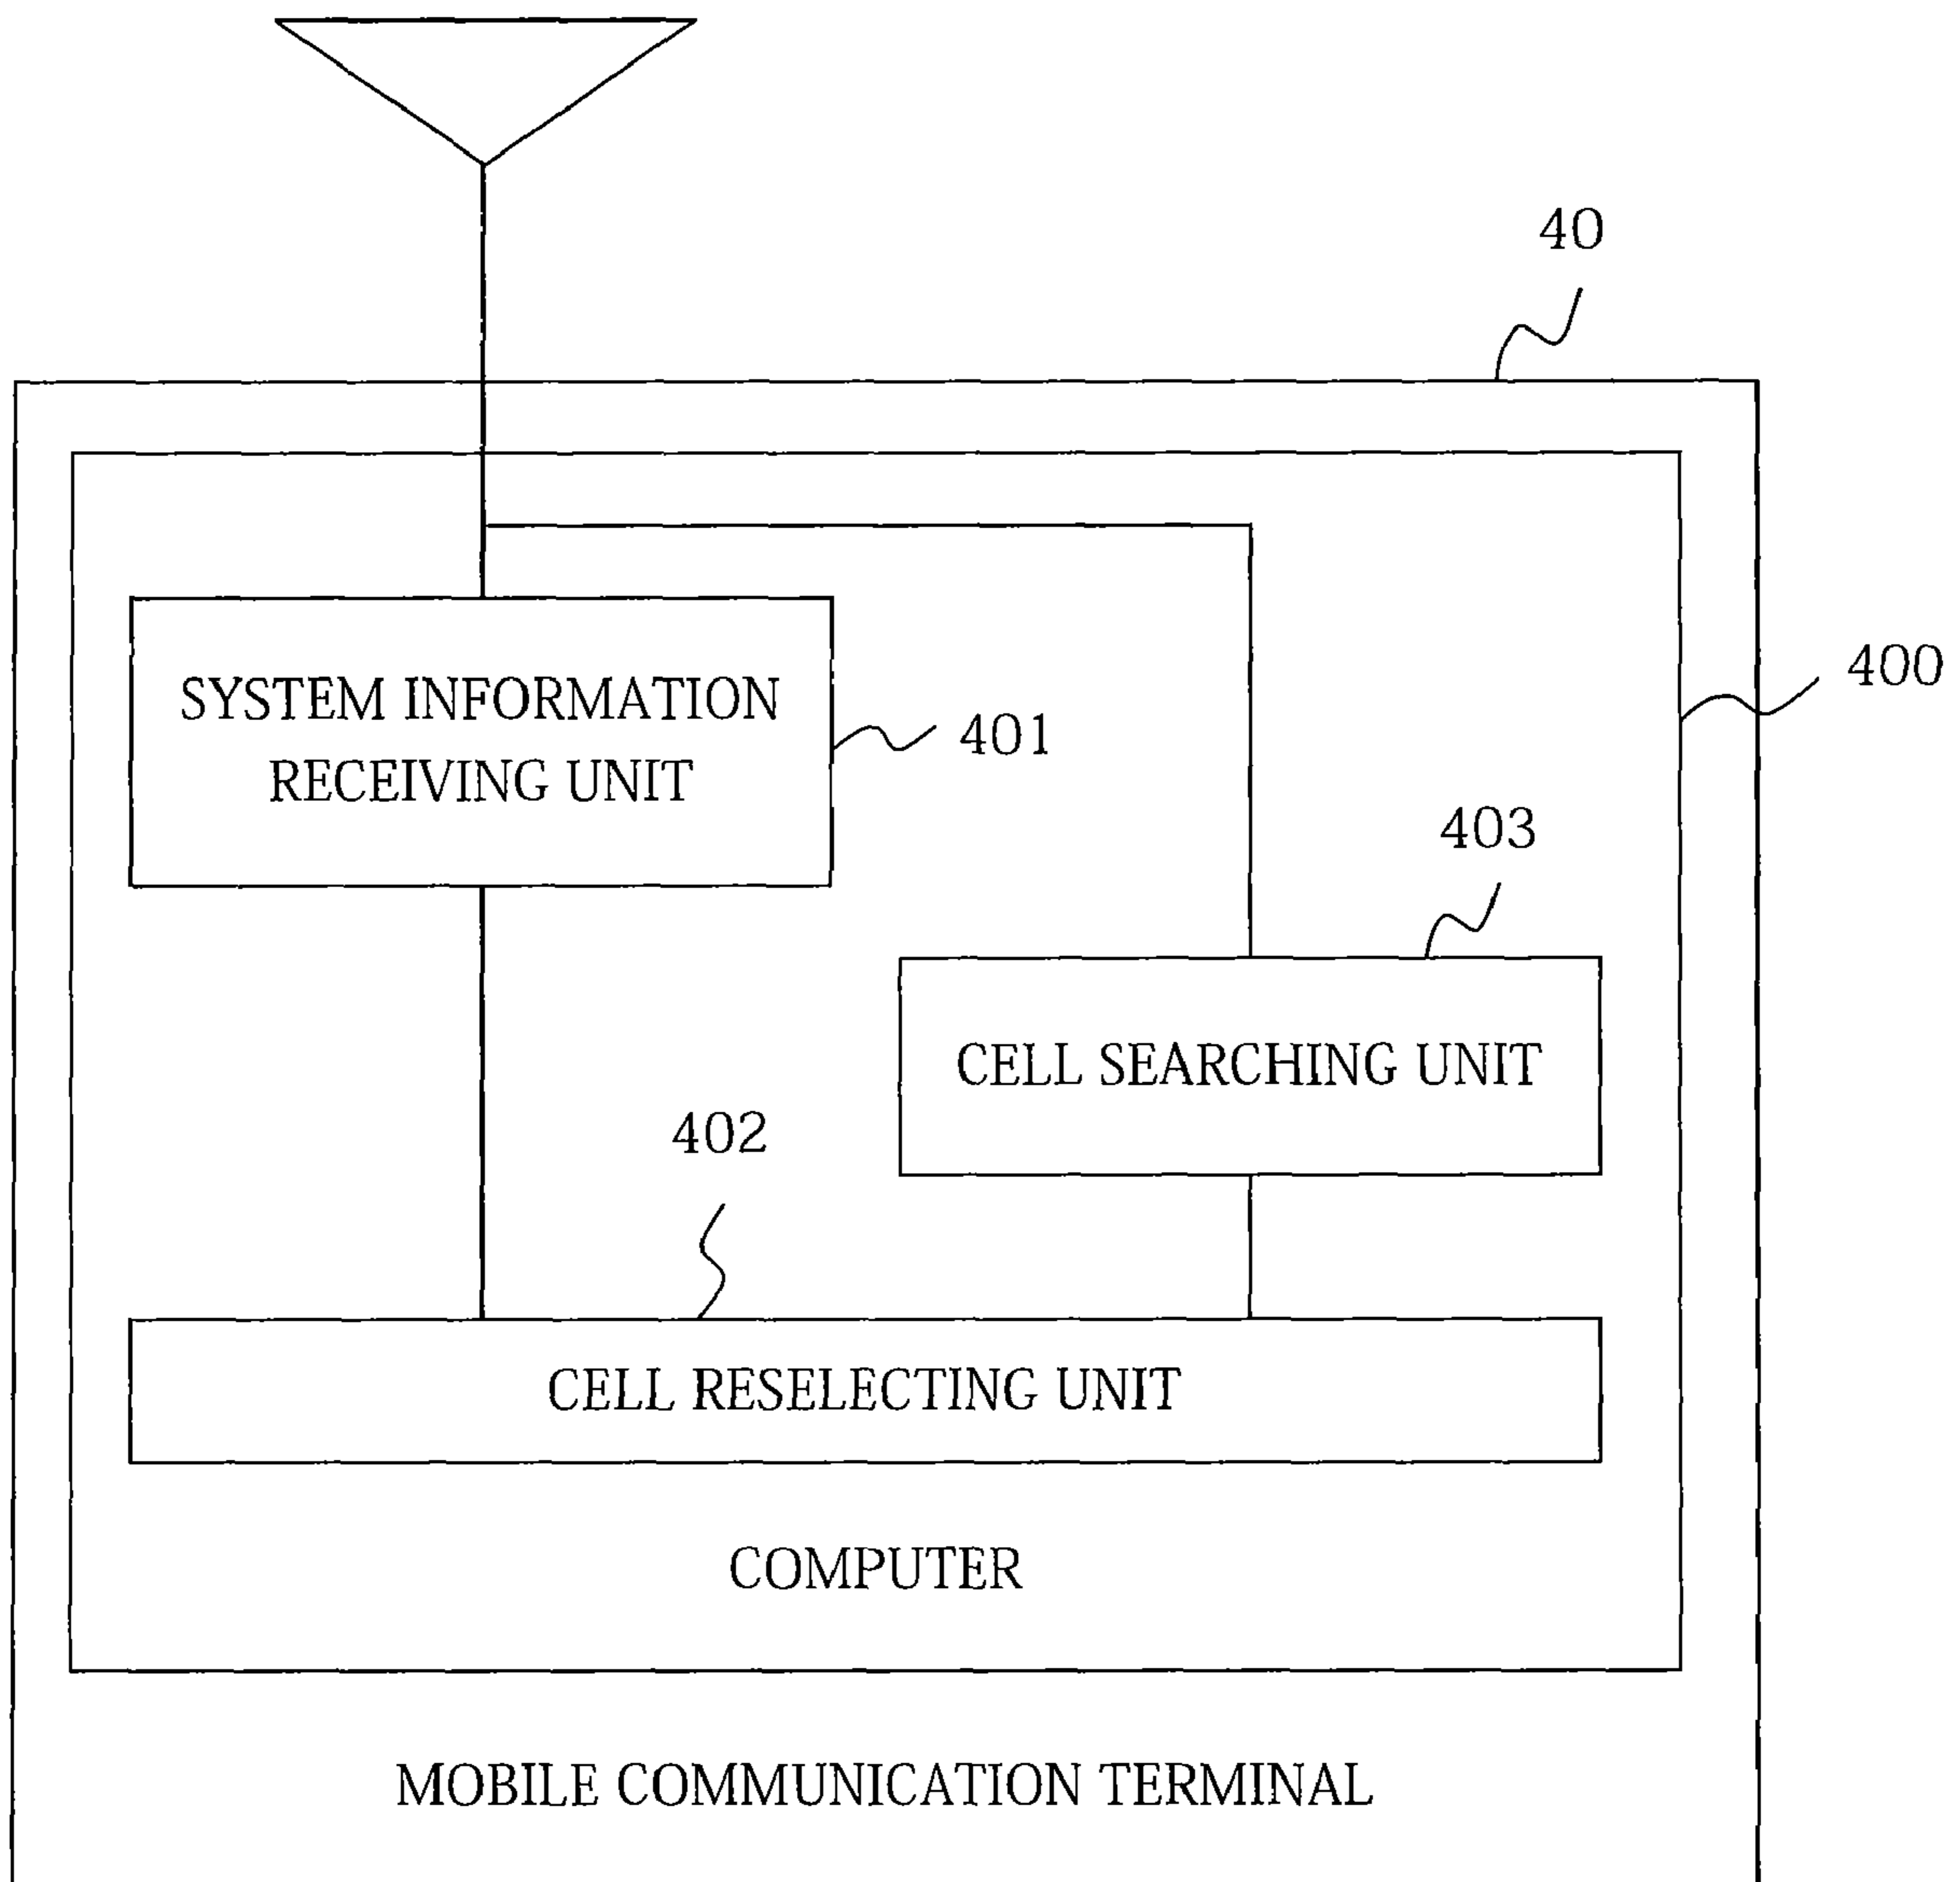 40
400
SYSTEM INFORMATION
RECEIVING UNIT
401
403
CELL SEARCHING UNIT
402
CELL RESELECTING UNIT
COMPUTER
MOBILE COMMUNICATION TERMINAL